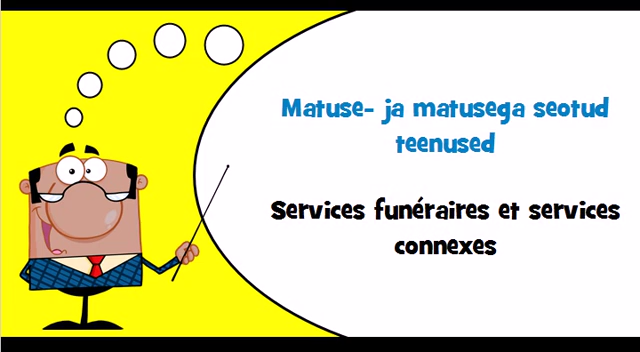 Matuse- ja matusega seotud
teenused
Services funéraires et services
connexes